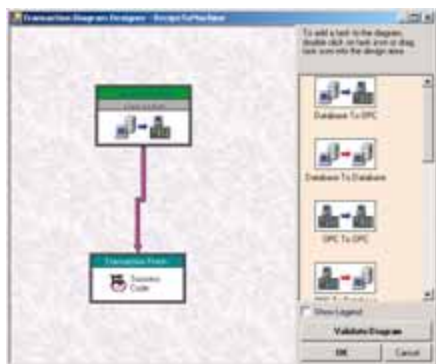 Transaction Diagram Designer - RecipeToMachine
To add a task to the diagram,
double click on task icon or drag
task icon into the design area
Database To OPC
Database To Database
OPC To OPC
Transaction Finish
Success
Code
Show Legend
Validate Diagram
OK
Cancel